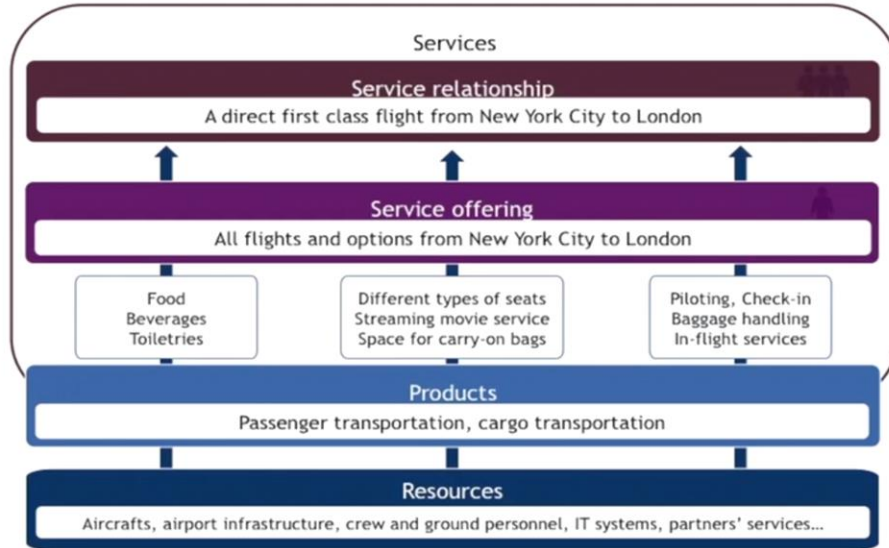 Services
Service relationship
A direct first class flight from New York City to London
Service offering
All flights and options from New York City to London
Food
Beverages
Toiletries
Different types of seats
Streaming movie service
Space for carry-on bags
Piloting, Check-in
Baggage handling
In-flight services
Products
Passenger transportation, cargo transportation
Resources
Aircrafts, airport infrastructure, crew and ground personnel, IT systems, partners’ services…